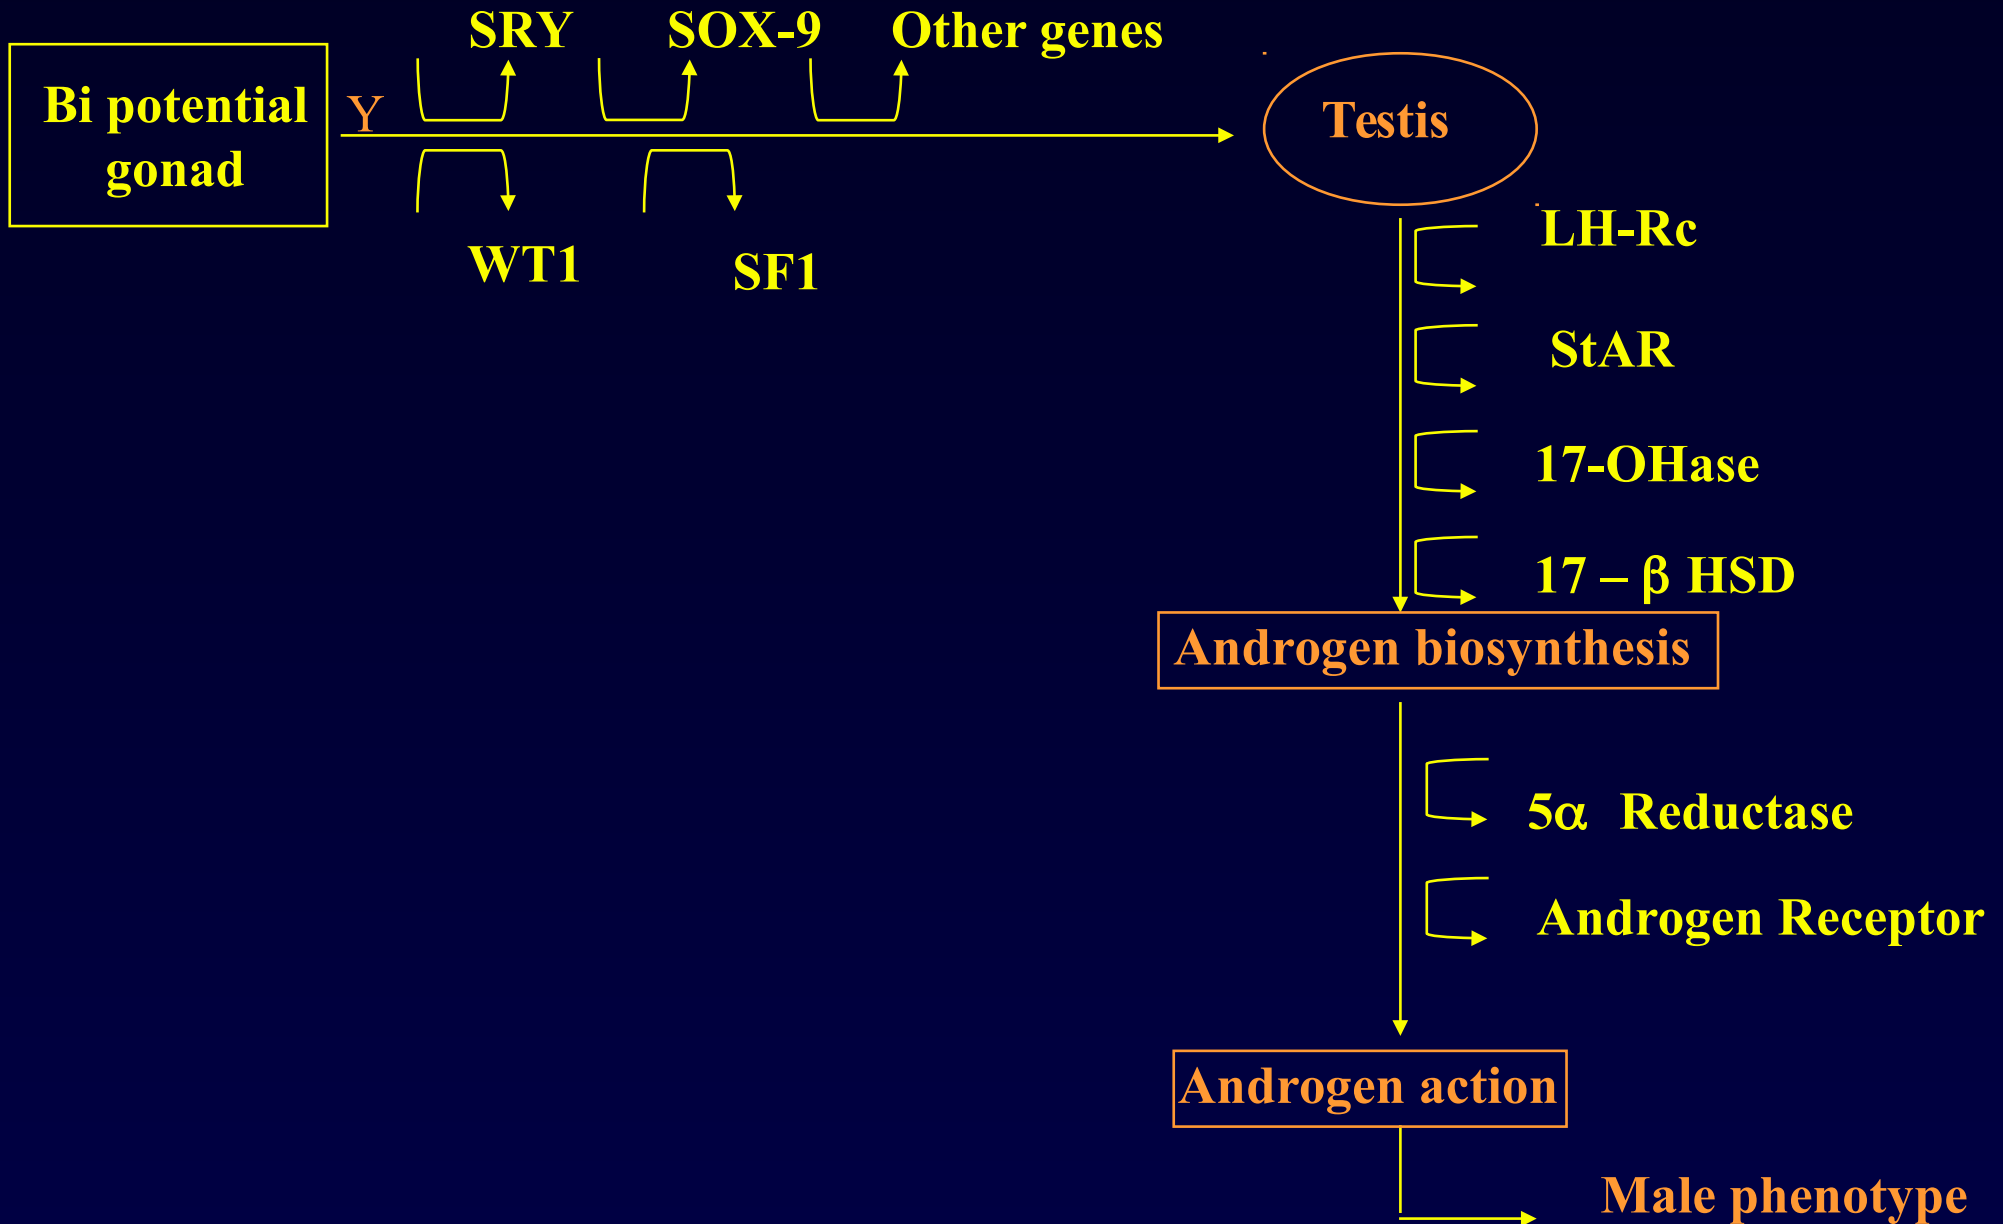 SRY SOX-9 Other genes
Bi potential
gonad
Y
Testis
WT1
SF1
LH-Rc
StAR
17-OHase
17 – β HSD
Androgen biosynthesis
5α Reductase
Androgen Receptor
Androgen action
Male phenotype